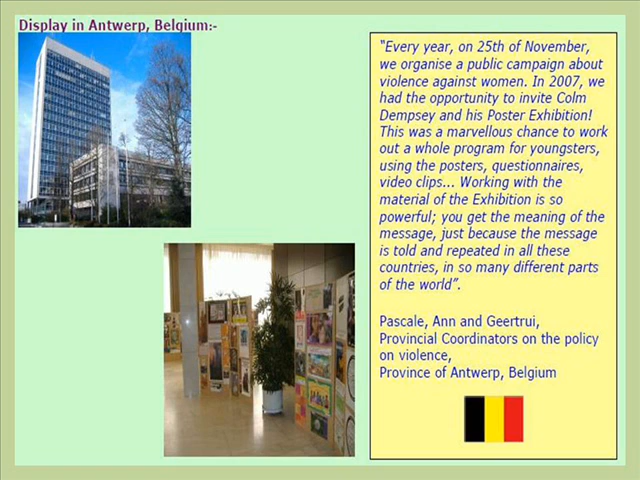 Display in Antwerp, Belgium:-
"Every year, on 25th of November,
we organise a public campaign about
violence against women. In 2007, we
had the opportunity to invite Colm
Dempsey and his Poster Exhibition!
This was a marvellous chance to work
out a whole program for youngsters,
using the posters, questionnaires,
video clips... Working with the
material of the Exhibition is so
powerful; you get the meaning of the
message, just because the message
is told and repeated in all these
countries, in so many different parts
of the world".
Pascale, Ann and Geertrui,
Provincial Coordinators on the policy
on violence,
Province of Antwerp, Belgium